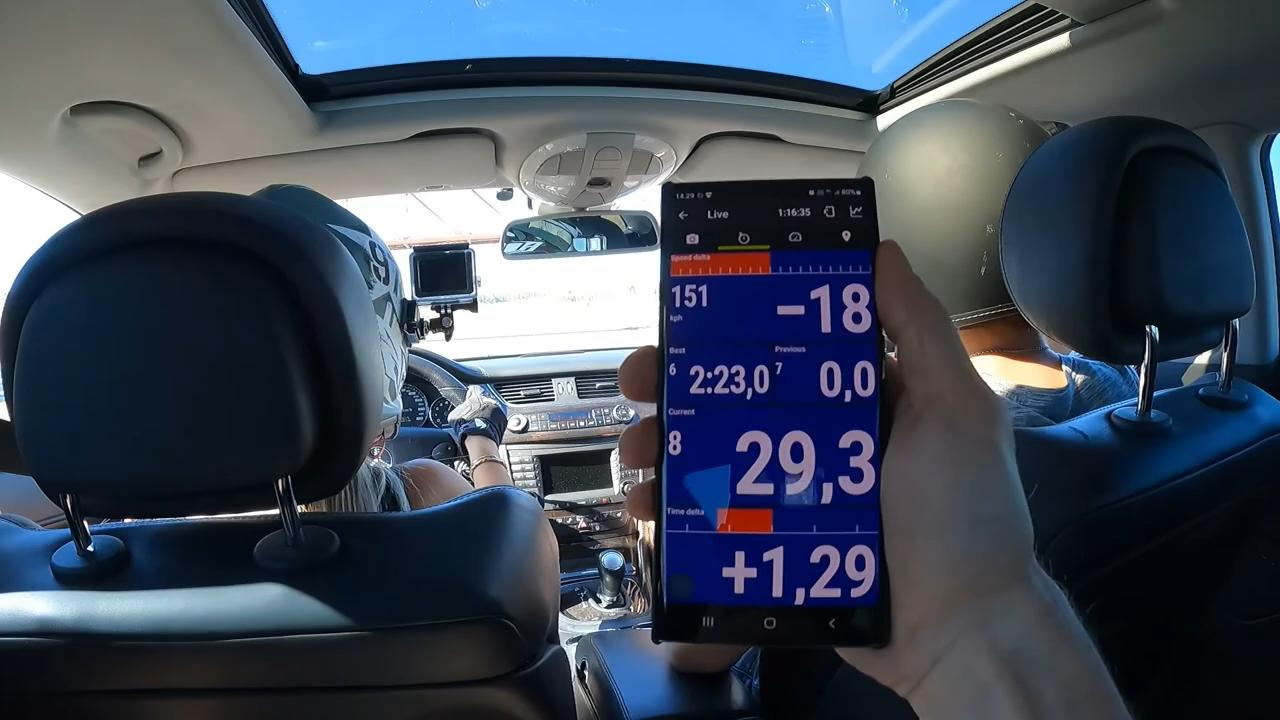 14.29 80%
Live 1:16:35
Speed delta
151 −18
kph
Best Previous
6 2:23,0 7 0,0
Current
8 29,3
Time delta
+1,29
9